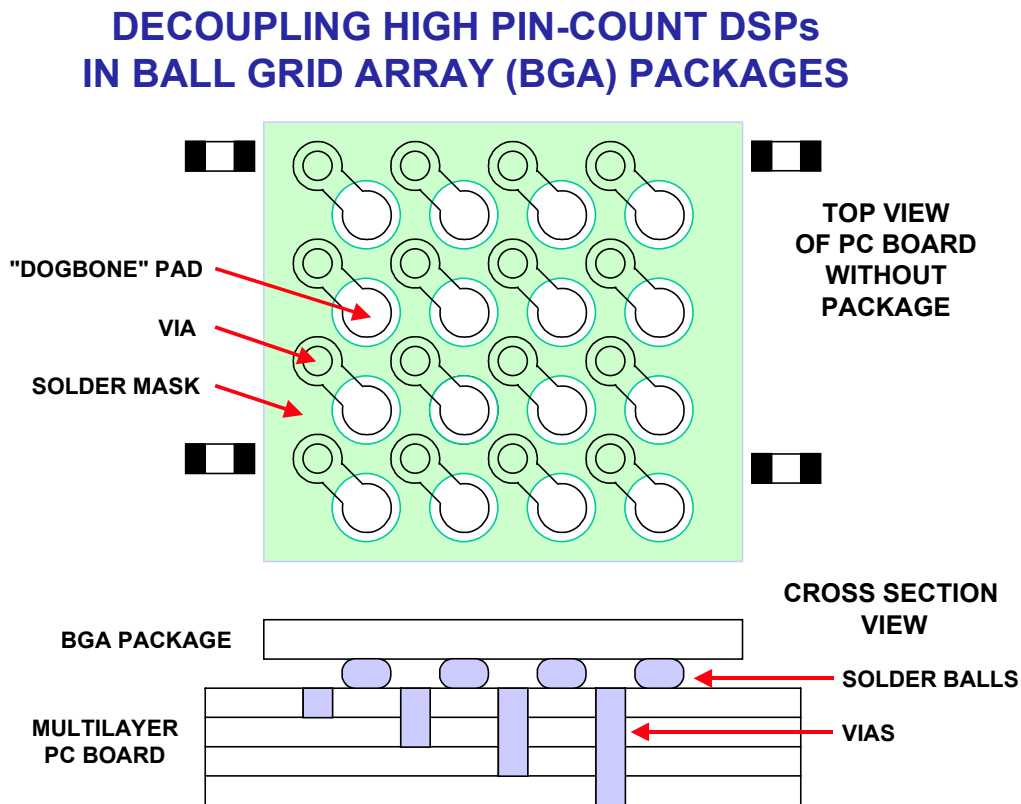 DECOUPLING HIGH PIN-COUNT DSPs
IN BALL GRID ARRAY (BGA) PACKAGES
TOP VIEW
OF PC BOARD
WITHOUT
PACKAGE
"DOGBONE" PAD
VIA
SOLDER MASK
CROSS SECTION
VIEW
BGA PACKAGE
SOLDER BALLS
MULTILAYER
PC BOARD
VIAS